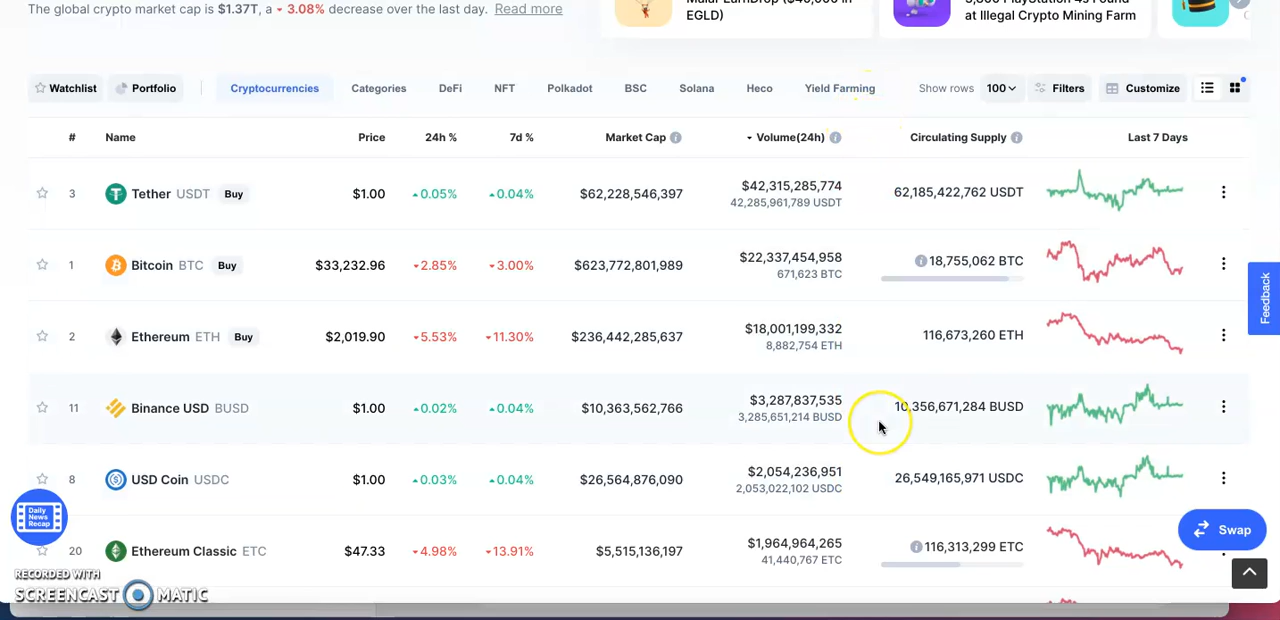 The global crypto market cap is $1.37T, a 3.08% decrease over the last day. Read more
EGLD)
at Illegal Crypto Mining Farm
Watchlist Portfolio Cryptocurrencies Categories DeFi NFT Polkadot BSC Solana Heco Yield Farming Show rows 100 Filters Customize
# Name Price 24h % 7d % Market Cap Volume(24h) Circulating Supply Last 7 Days
3 Tether USDT Buy $1.00 0.05% 0.04% $62,228,546,397 $42,315,285,774 62,185,422,762 USDT
42,285,961,789 USDT
1 Bitcoin BTC Buy $33,232.96 2.85% 3.00% $623,772,801,989 $22,337,454,958 18,755,062 BTC
671,623 BTC
2 Ethereum ETH Buy $2,019.90 5.53% 11.30% $236,442,285,637 $18,001,199,332 116,673,260 ETH
8,882,754 ETH
11 Binance USD BUSD $1.00 0.02% 0.04% $10,363,562,766 $3,287,837,535 10,356,671,284 BUSD
3,285,651,214 BUSD
8 USD Coin USDC $1.00 0.03% 0.04% $26,564,876,090 $2,054,236,951 26,549,165,971 USDC
2,053,022,102 USDC
20 Ethereum Classic ETC $47.33 4.98% 13.91% $5,515,136,197 $1,964,964,265 116,313,299 ETC
41,440,767 ETC
Feedback
Daily
News
Recap
Swap
RECORDED WITH
SCREENCAST MATIC